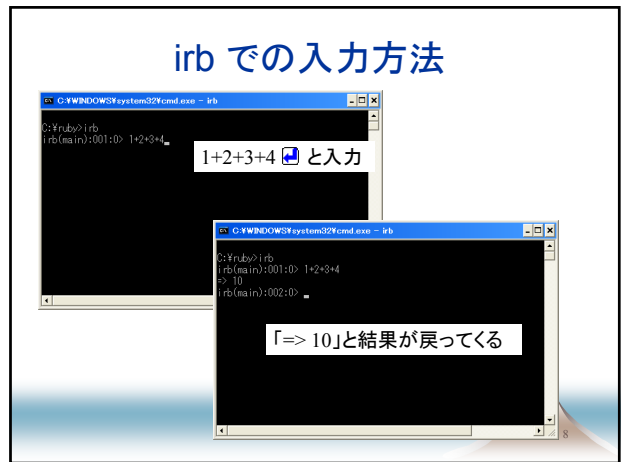 irb での入力方法
C:¥WINDOWS¥system32¥cmd.exe - irb
C:¥ruby>irb
irb(main):001:0> 1+2+3+4_
1+2+3+4 と入力
C:¥WINDOWS¥system32¥cmd.exe - irb
C:¥ruby>irb
irb(main):001:0> 1+2+3+4
=> 10
irb(main):002:0> _
「=> 10」と結果が戻ってくる
8